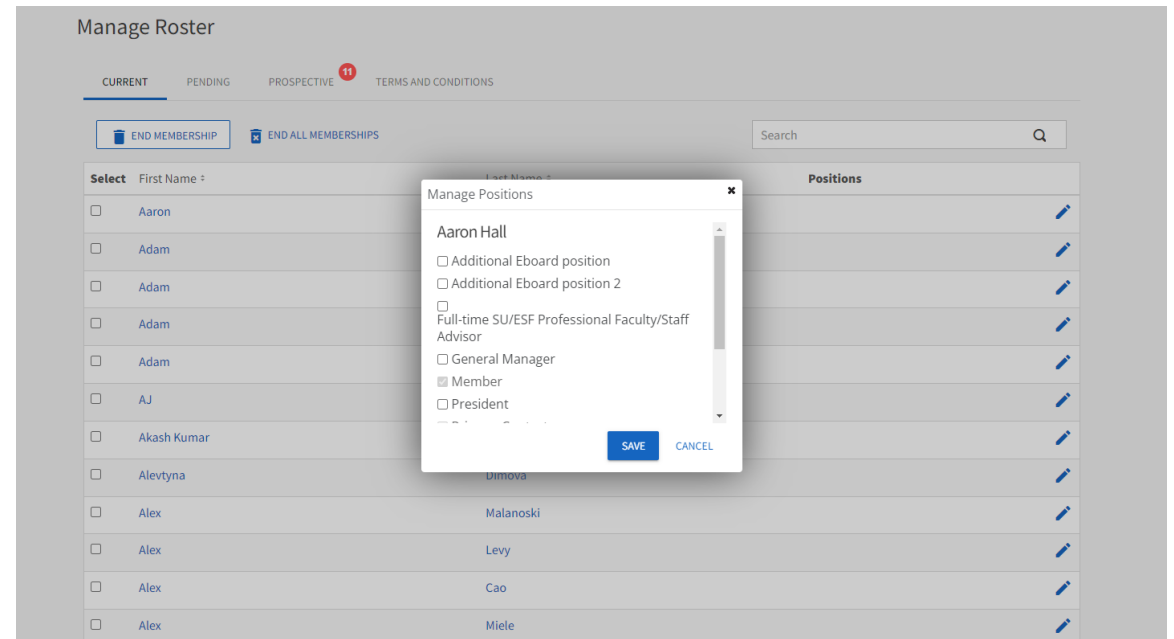 Manage Roster
CURRENT PENDING PROSPECTIVE 11 TERMS AND CONDITIONS
END MEMBERSHIP END ALL MEMBERSHIPS Search
Select First Name Last Name Positions
Manage Positions
Aaron Hall
Additional Eboard position
Additional Eboard position 2
Full-time SU/ESF Professional Faculty/Staff
Advisor
General Manager
Member
President
SAVE CANCEL
Aaron
Adam
Adam
Adam
Adam
AJ
Akash Kumar
Alevtyna Dimova
Alex Malanoski
Alex Levy
Alex Cao
Alex Miele